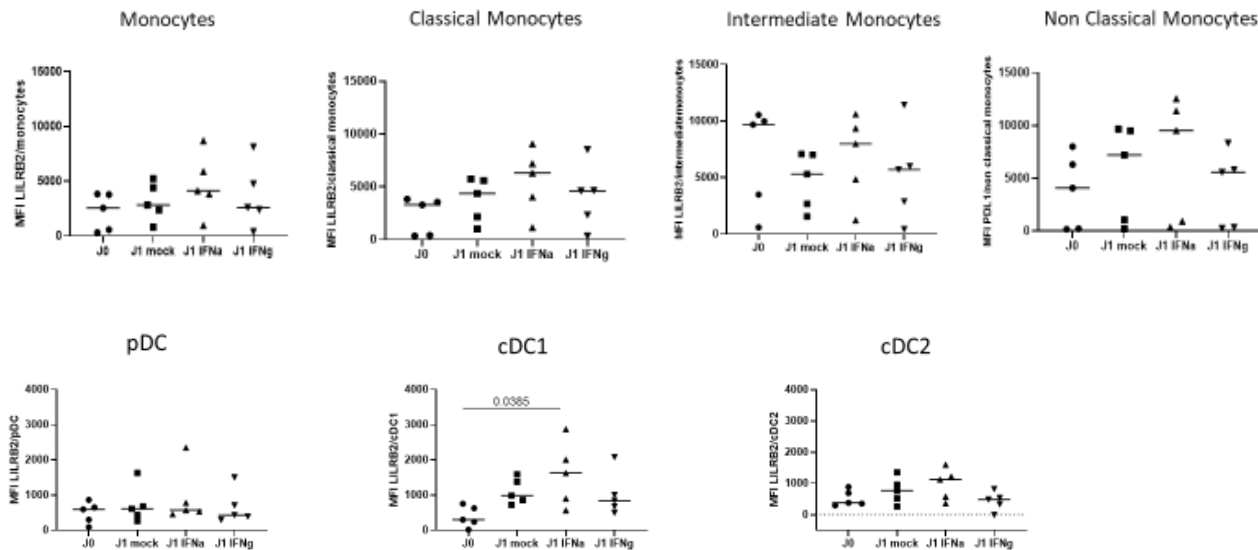 Monocytes
Classical Monocytes
Intermediate Monocytes
Non Classical Monocytes
MFI LILRB2/monocytes
15000
10000
5000
0
J0 J1 mock J1 IFNa J1 IFNg
MFI LILRB2/classical monocytes
15000
10000
5000
0
J0 J1 mock J1 IFNa J1 IFNg
MFI LILRB2/intermediatemonocytes
15000
10000
5000
0
J0 J1 mock J1 IFNa J1 IFNg
MFI PDL1/non classical monocytes
15000
10000
5000
0
J0 J1 mock J1 IFNa J1 IFNg
pDC
cDC1
cDC2
MFI LILRB2/pDC
4000
3000
2000
1000
0
J0 J1 mock J1 IFNa J1 IFNg
MFI LILRB2/cDC1
4000
3000
2000
1000
0
0.0385
J0 J1 mock J1 IFNa J1 IFNg
MFI LILRB2/cDC2
4000
3000
2000
1000
0
J0 J1 mock J1 IFNa J1 IFNg